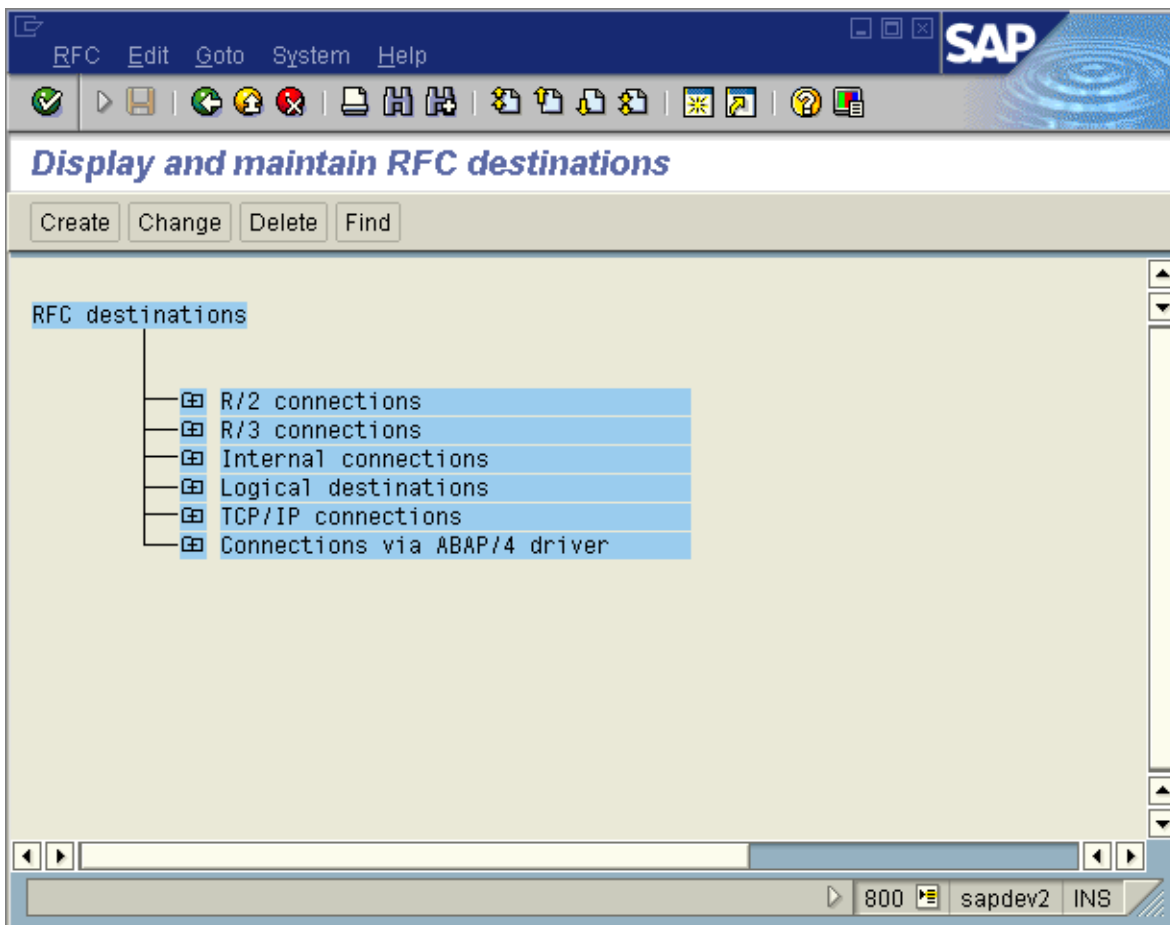 RFC Edit Goto System Help
SAP
Display and maintain RFC destinations
Create Change Delete Find
RFC destinations
R/2 connections
R/3 connections
Internal connections
Logical destinations
TCP/IP connections
Connections via ABAP/4 driver
800 sapdev2 INS